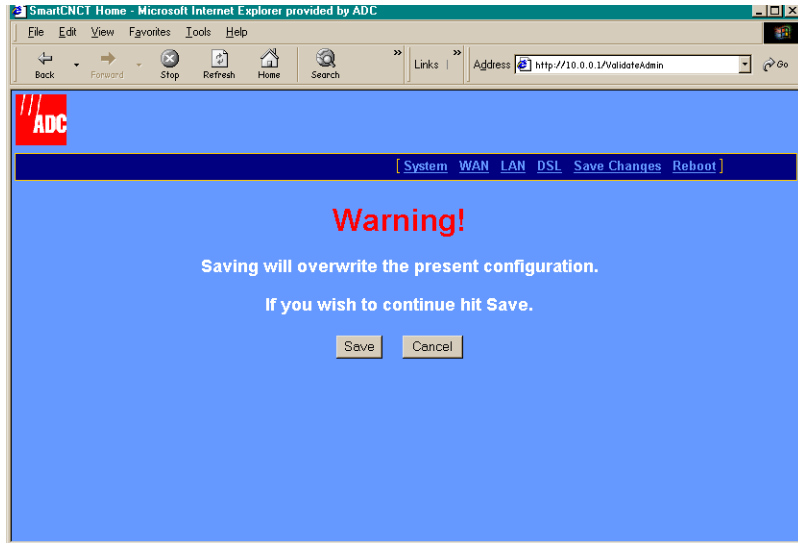 SmartCNCT Home - Microsoft Internet Explorer provided by ADC
File Edit View Favorites Tools Help
Back Forward Stop Refresh Home Search » Links » Address http://10.0.0.1/ValidateAdmin Go
ADC
[ System WAN LAN DSL Save Changes Reboot ]
Warning!
Saving will overwrite the present configuration.
If you wish to continue hit Save.
Save Cancel